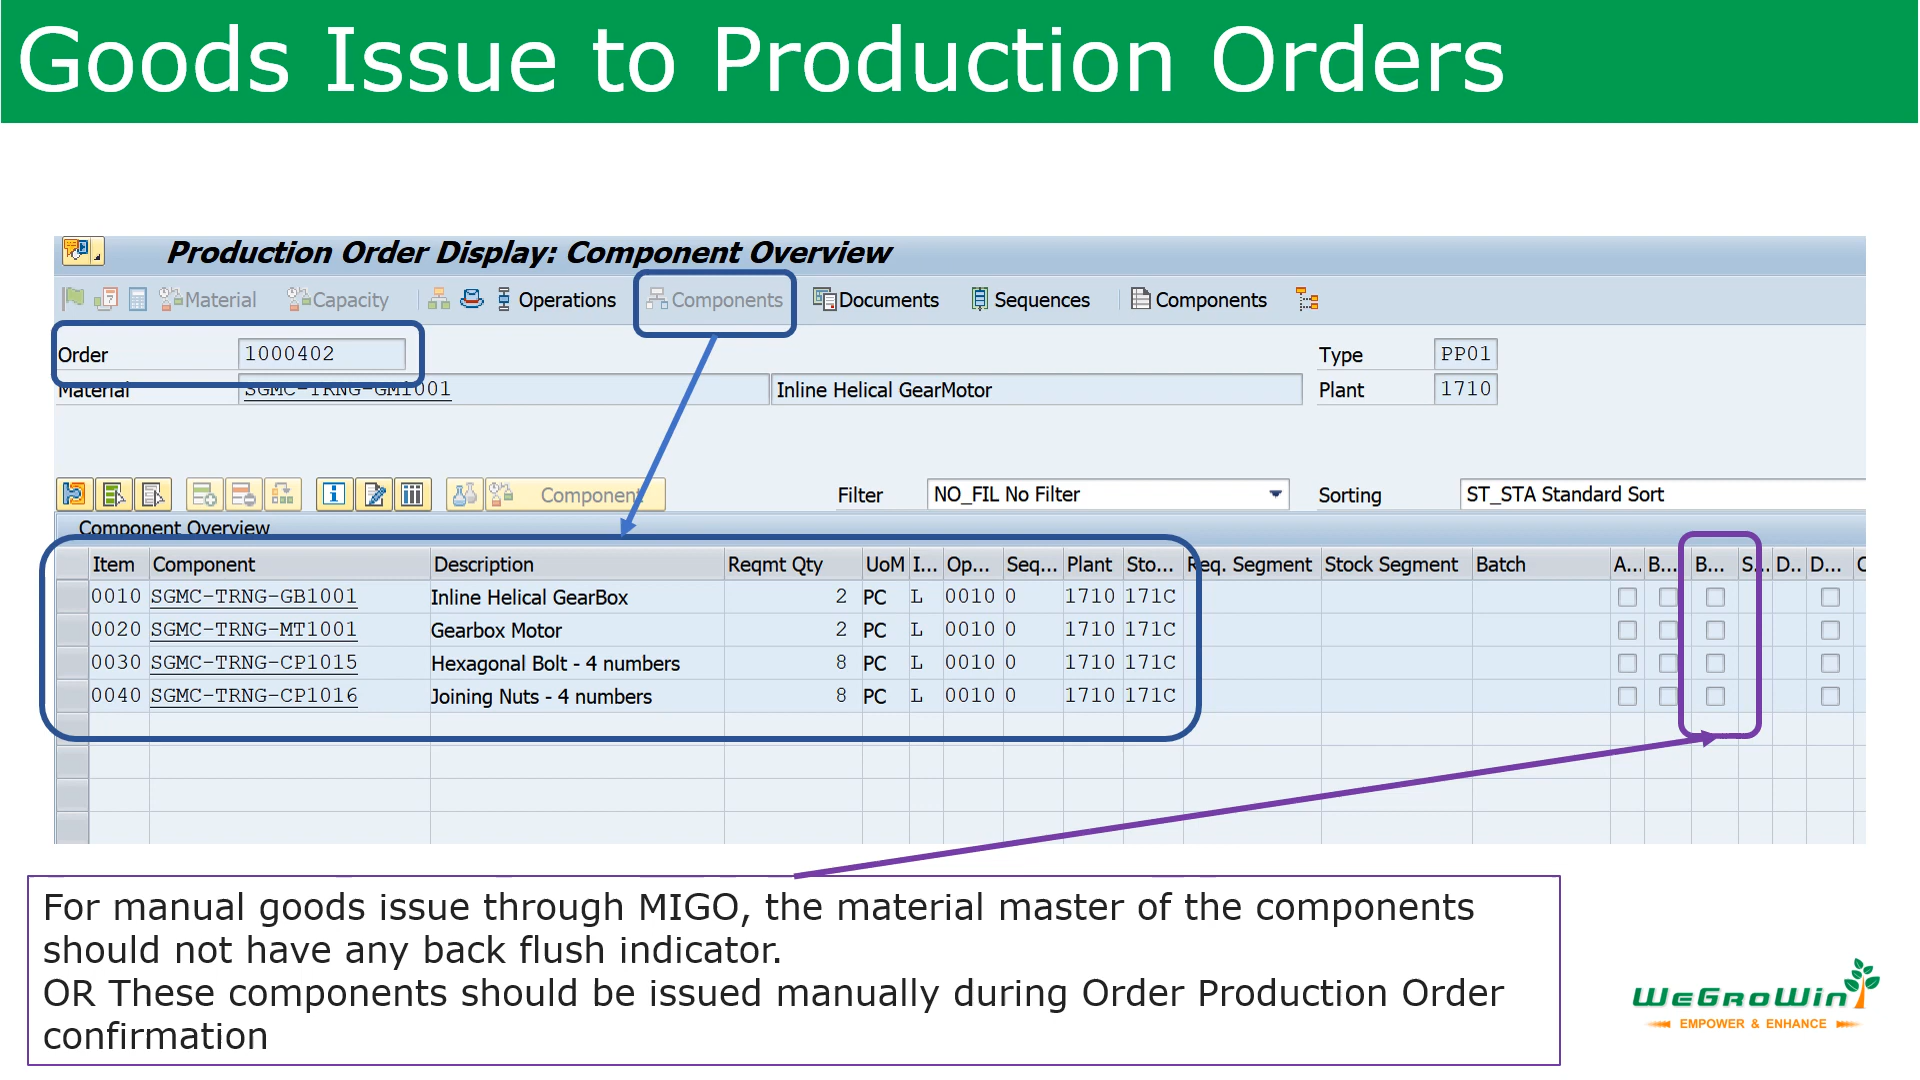 Goods Issue to Production Orders
Production Order Display: Component Overview
Material Capacity Operations Components Documents Sequences Components
Order 1000402 Type PP01
Material SGMC-TRNG-GM1001 Inline Helical GearMotor Plant 1710
Component Filter NO_FIL No Filter Sorting ST_STA Standard Sort
Component Overview
Item Component Description Reqmt Qty UoM I... Op... Seq... Plant Sto... Req. Segment Stock Segment Batch A... B... B... S... D.. D... C
0010 SGMC-TRNG-GB1001 Inline Helical GearBox 2 PC L 0010 0 1710 171C
0020 SGMC-TRNG-MT1001 Gearbox Motor 2 PC L 0010 0 1710 171C
0030 SGMC-TRNG-CP1015 Hexagonal Bolt - 4 numbers 8 PC L 0010 0 1710 171C
0040 SGMC-TRNG-CP1016 Joining Nuts - 4 numbers 8 PC L 0010 0 1710 171C
For manual goods issue through MIGO, the material master of the components
should not have any back flush indicator.
OR These components should be issued manually during Order Production Order
confirmation
WeGroWin
EMPOWER & ENHANCE